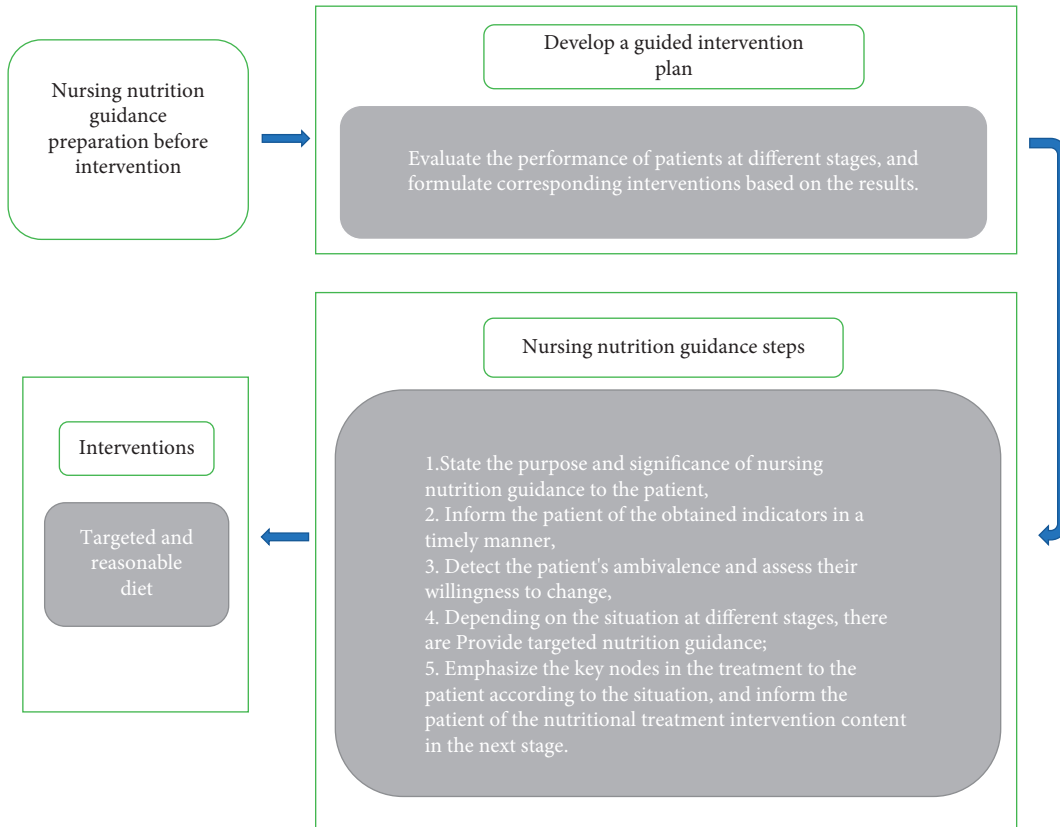 Nursing nutrition
guidance
preparation before
intervention
Develop a guided intervention
plan
Evaluate the performance of patients at different stages, and
formulate corresponding interventions based on the results.
Nursing nutrition guidance steps
1.State the purpose and significance of nursing
nutrition guidance to the patient,
2. Inform the patient of the obtained indicators in a
timely manner,
3. Detect the patient's ambivalence and assess their
willingness to change,
4. Depending on the situation at different stages, there
are Provide targeted nutrition guidance;
5. Emphasize the key nodes in the treatment to the
patient according to the situation, and inform the
patient of the nutritional treatment intervention content
in the next stage.
Interventions
Targeted and
reasonable
diet